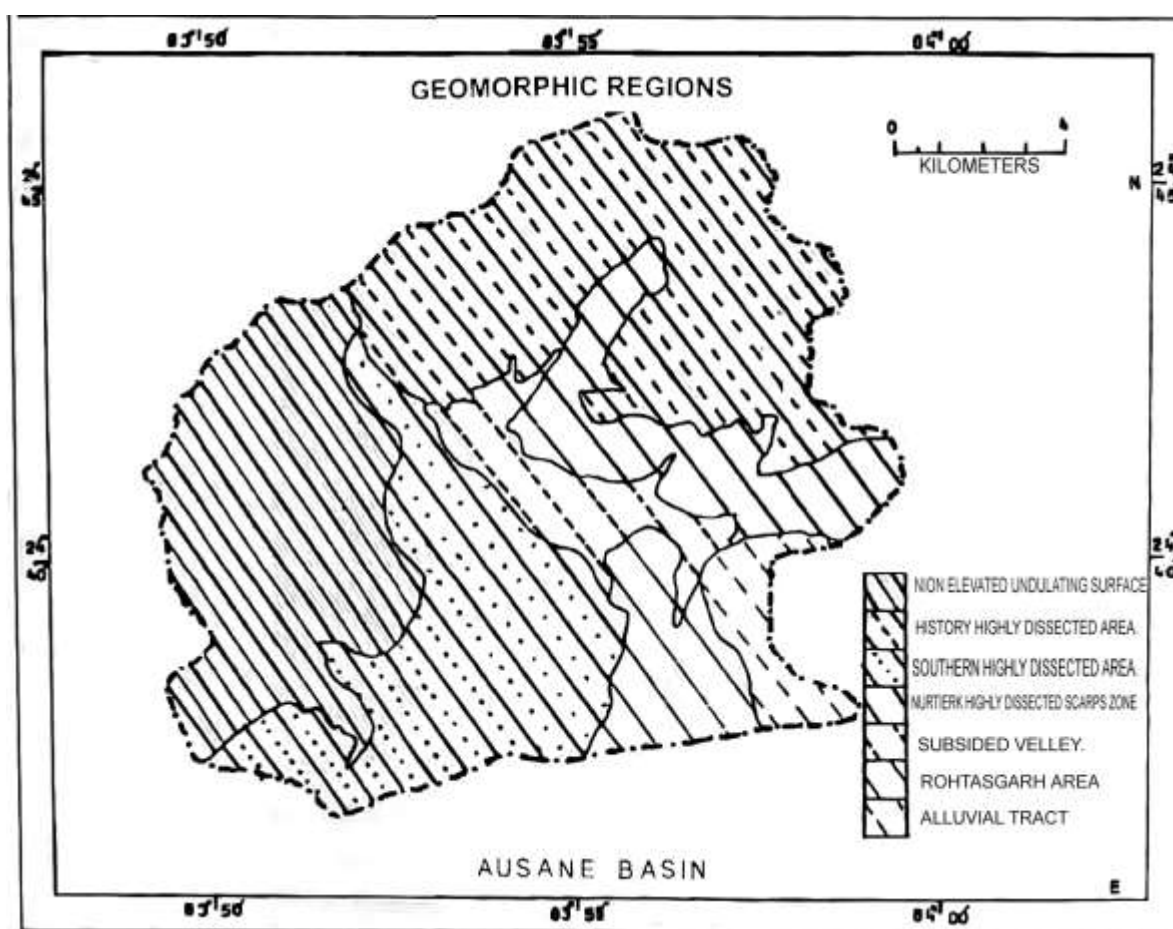 GEOMORPHIC REGIONS
0 4
KILOMETERS
N
NION ELEVATED UNDULATING SURFACE
HISTORY HIGHLY DISSECTED AREA.
SOUTHERN HIGHLY DISSECTED AREA.
NURTIERK HIGHLY DISSECTED SCARPS ZONE
SUBSIDED VELLEY.
ROHTASGARH AREA
ALLUVIAL TRACT
AUSANE BASIN
E